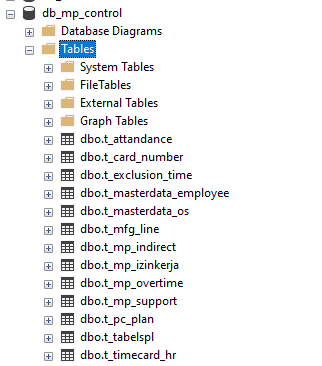 db_mp_control
Database Diagrams
Tables
System Tables
FileTables
External Tables
Graph Tables
dbo.t_attandance
dbo.t_card_number
dbo.t_exclusion_time
dbo.t_masterdata_employee
dbo.t_masterdata_os
dbo.t_mfg_line
dbo.t_mp_indirect
dbo.t_mp_izinkerja
dbo.t_mp_overtime
dbo.t_mp_support
dbo.t_pc_plan
dbo.t_tabelspl
dbo.t_timecard_hr